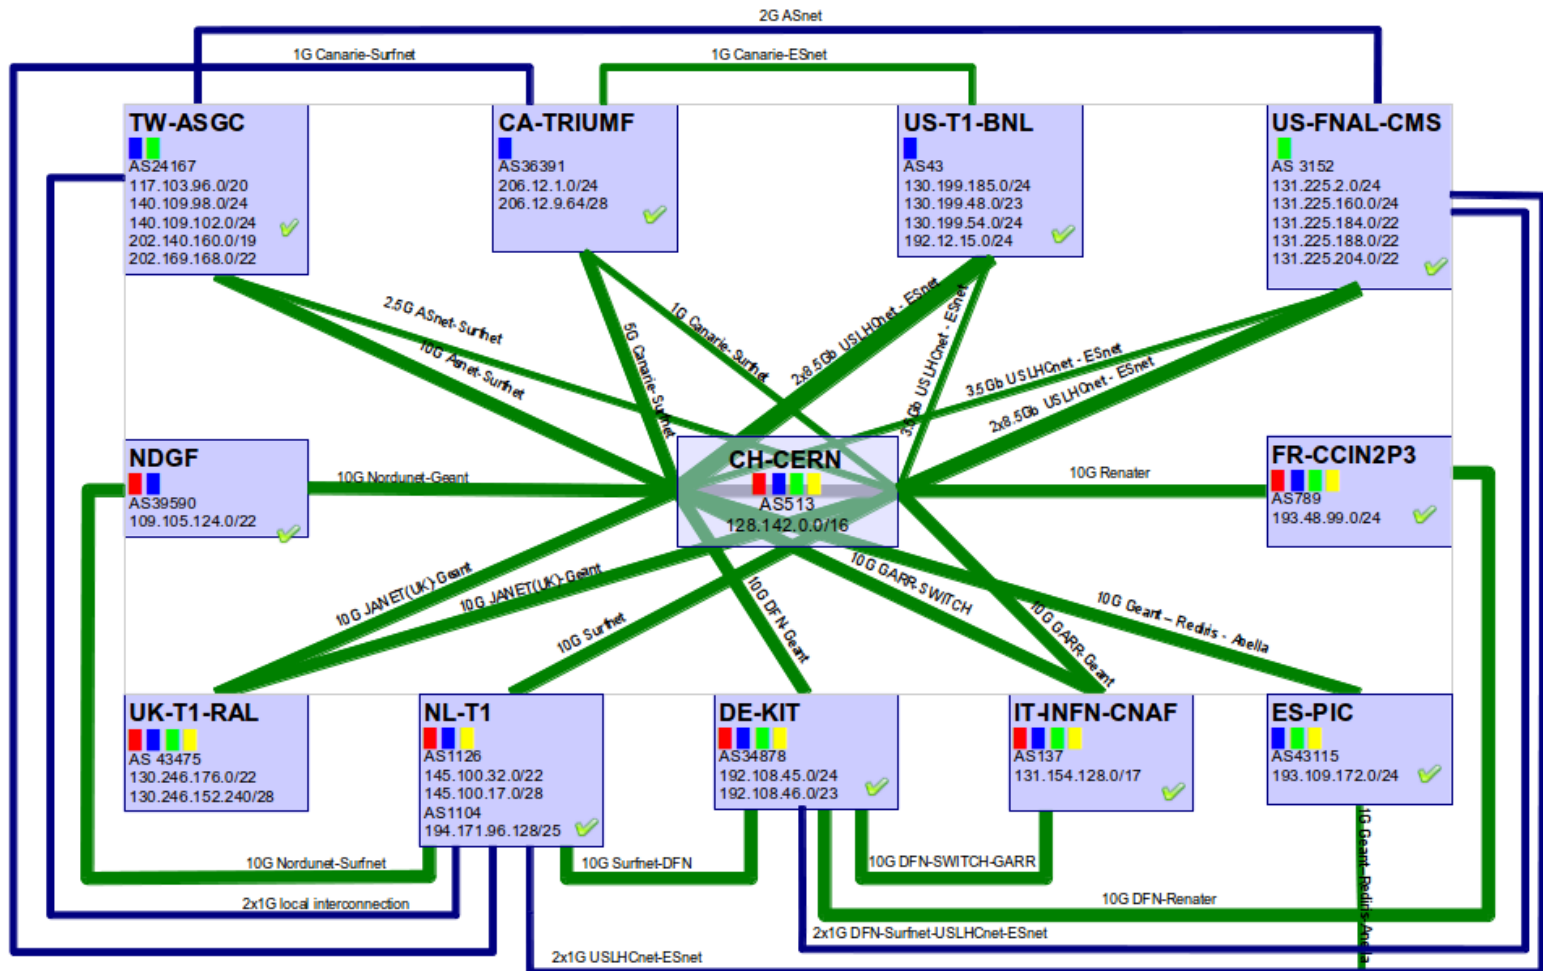 2G ASnet
1G Canarie-Surfnet
1G Canarie-ESnet
TW-ASGC
AS24167
117.103.96.0/20
140.109.98.0/24
140.109.102.0/24
202.140.160.0/19
202.169.168.0/22
CA-TRIUMF
AS36391
206.12.1.0/24
206.12.9.64/28
US-T1-BNL
AS43
130.199.185.0/24
130.199.48.0/23
130.199.54.0/24
192.12.15.0/24
US-FNAL-CMS
AS 3152
131.225.2.0/24
131.225.160.0/24
131.225.184.0/22
131.225.188.0/22
131.225.204.0/22
2.5G ASnet-Surfnet
10G Asnet-Surfnet
5G Canarie-Surfnet
1G Canarie- Surfnet
2x8.5Gb USLHCnet - ESnet
3.5Gb USLHCnet - ESnet
3.5Gb USLHCnet - ESnet
2x8.5Gb USLHCnet - ESnet
NDGF
AS39590
109.105.124.0/22
10G Nordunet-Geant
CH-CERN
AS513
128.142.0.0/16
10G Renater
FR-CCIN2P3
AS789
193.48.99.0/24
10G JANET(UK)-Geant
10G JANET(UK)-Geant
10G Surfnet
10G DFN-Geant
10G GARR-SWITCH
10G GARR-Geant
10G Geant – Rediris - Anella
UK-T1-RAL
AS 43475
130.246.176.0/22
130.246.152.240/28
NL-T1
AS1126
145.100.32.0/22
145.100.17.0/28
AS1104
194.171.96.128/25
DE-KIT
AS34878
192.108.45.0/24
192.108.46.0/23
IT-INFN-CNAF
AS137
131.154.128.0/17
ES-PIC
AS43115
193.109.172.0/24
10G Nordunet-Surfnet
10G Surfnet-DFN
10G DFN-SWITCH-GARR
1G Geant–Rediris-Anella
2x1G local interconnection
10G DFN-Renater
2x1G DFN-Surfnet-USLHCnet-ESnet
2x1G USLHCnet-ESnet